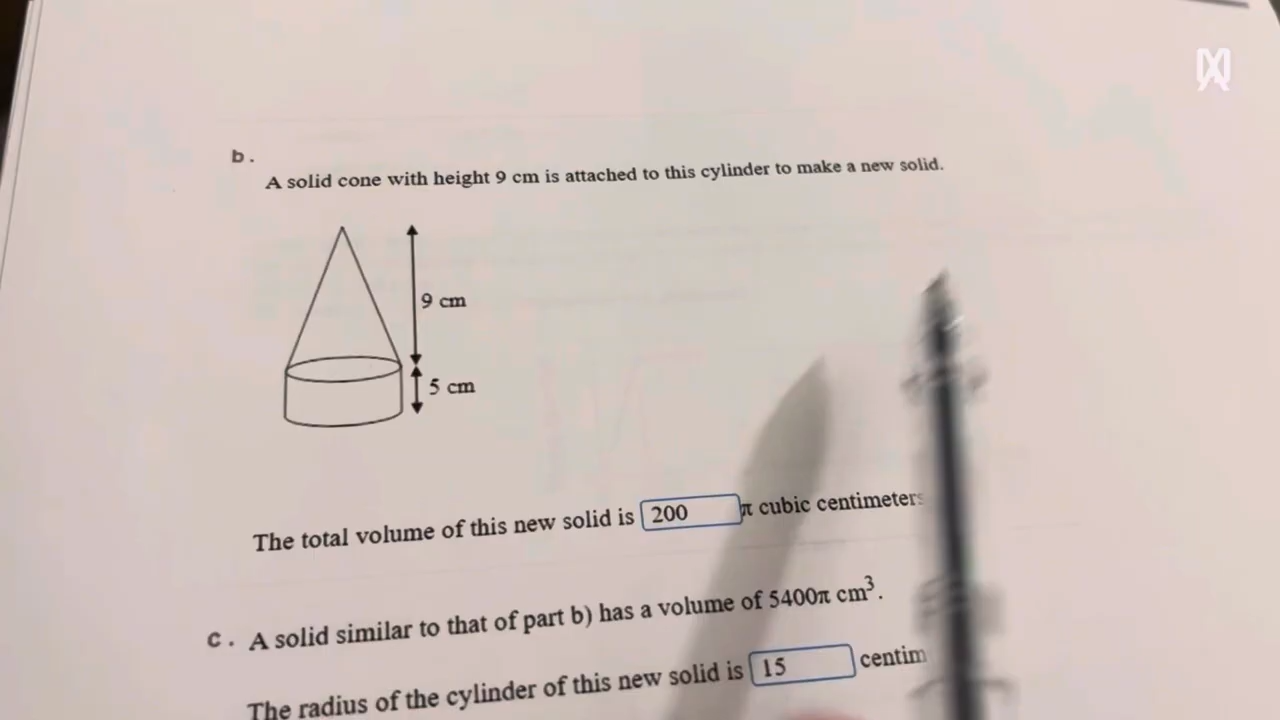 b.
A solid cone with height 9 cm is attached to this cylinder to make a new solid.
9 cm
5 cm
The total volume of this new solid is 200 π cubic centimeters
c. A solid similar to that of part b) has a volume of 5400π cm³.
The radius of the cylinder of this new solid is 15 centim